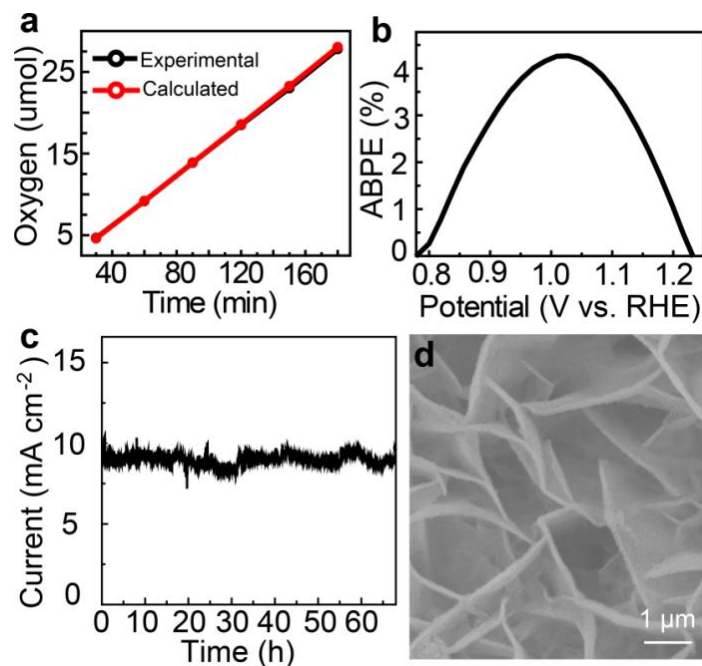 a
Experimental
Calculated
25
15
5
Oxygen (umol)
40 80 120 160
Time (min)
b
4
3
2
1
0
ABPE (%)
0.8 0.9 1.0 1.1 1.2
Potential (V vs. RHE)
c
15
10
5
0
Current (mA cm⁻²)
0 10 20 30 40 50 60
Time (h)
d
1 μm